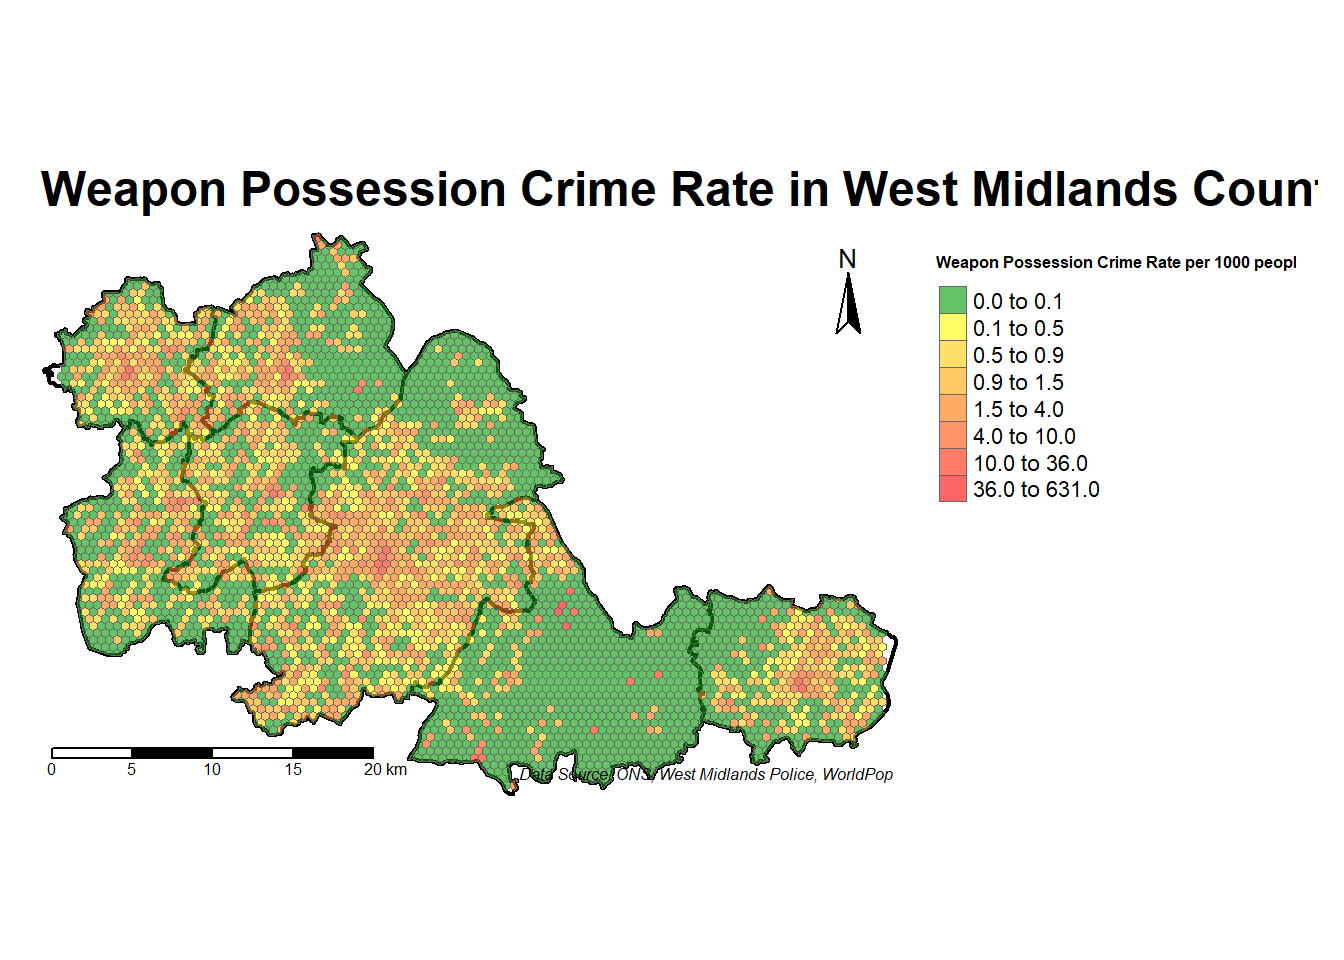 Weapon Possession Crime Rate in West Midlands Coun
N
Weapon Possession Crime Rate per 1000 peopl
0.0 to 0.1
0.1 to 0.5
0.5 to 0.9
0.9 to 1.5
1.5 to 4.0
4.0 to 10.0
10.0 to 36.0
36.0 to 631.0
0 5 10 15 20 km
Data Source: ONS, West Midlands Police, WorldPop